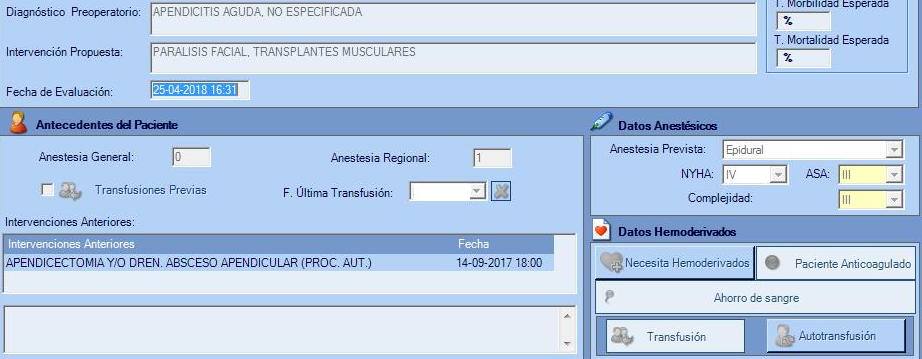 T. Morbilidad Esperada
Diagnóstico Preoperatorio: APENDICITIS AGUDA, NO ESPECIFICADA
%
T. Mortalidad Esperada
Intervención Propuesta: PARALISIS FACIAL, TRANSPLANTES MUSCULARES
%
Fecha de Evaluación: 25-04-2018 16:31
Antecedentes del Paciente
Anestesia General: 0 Anestesia Regional: 1
Transfusiones Previas F. Última Transfusión: .
Intervenciones Anteriores:
Intervenciones Anteriores Fecha
APENDICECTOMIA Y/O DREN. ABSCESO APENDICULAR (PROC. AUT.) 14-09-2017 18:00
Datos Anestésicos
Anestesia Prevista: Epidural
NYHA: IV ASA: III
Complejidad: III
Datos Hemoderivados
Necesita Hemoderivados Paciente Anticoagulado
Ahorro de sangre
Transfusión Autotransfusión